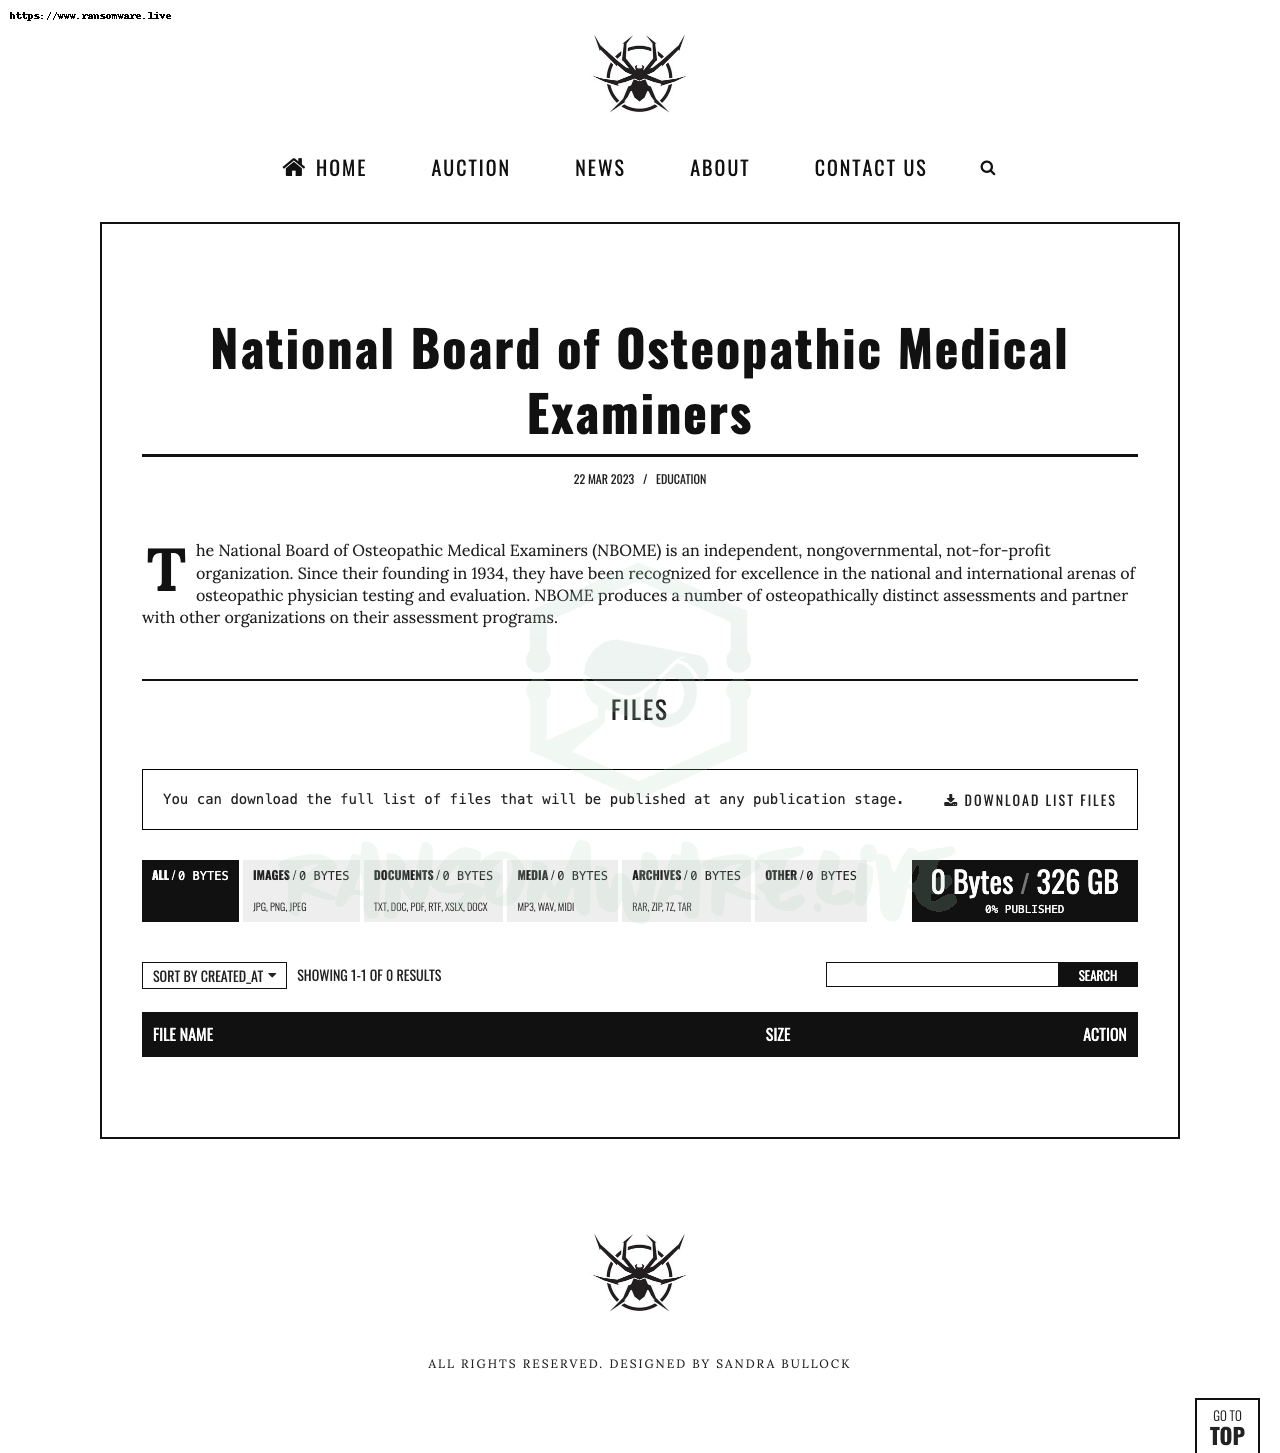 https://www.ransomware.live
HOME AUCTION NEWS ABOUT CONTACT US
National Board of Osteopathic Medical
Examiners
22 MAR 2023 / EDUCATION
The National Board of Osteopathic Medical Examiners (NBOME) is an independent, nongovernmental, not-for-profit
organization. Since their founding in 1934, they have been recognized for excellence in the national and international arenas of
osteopathic physician testing and evaluation. NBOME produces a number of osteopathically distinct assessments and partner
with other organizations on their assessment programs.
FILES
You can download the full list of files that will be published at any publication stage. DOWNLOAD LIST FILES
RANSOMWARE.LIVE
ALL / 0 BYTES IMAGES / 0 BYTES DOCUMENTS / 0 BYTES MEDIA / 0 BYTES ARCHIVES / 0 BYTES OTHER / 0 BYTES 0 Bytes / 326 GB
JPG, PNG, JPEG TXT, DOC, PDF, RTF, XSLX, DOCX MP3, WAV, MIDI RAR, ZIP, 7Z, TAR 0% PUBLISHED
SORT BY CREATED_AT SHOWING 1-1 OF 0 RESULTS SEARCH
FILE NAME SIZE ACTION
ALL RIGHTS RESERVED. DESIGNED BY SANDRA BULLOCK
GO TO
TOP